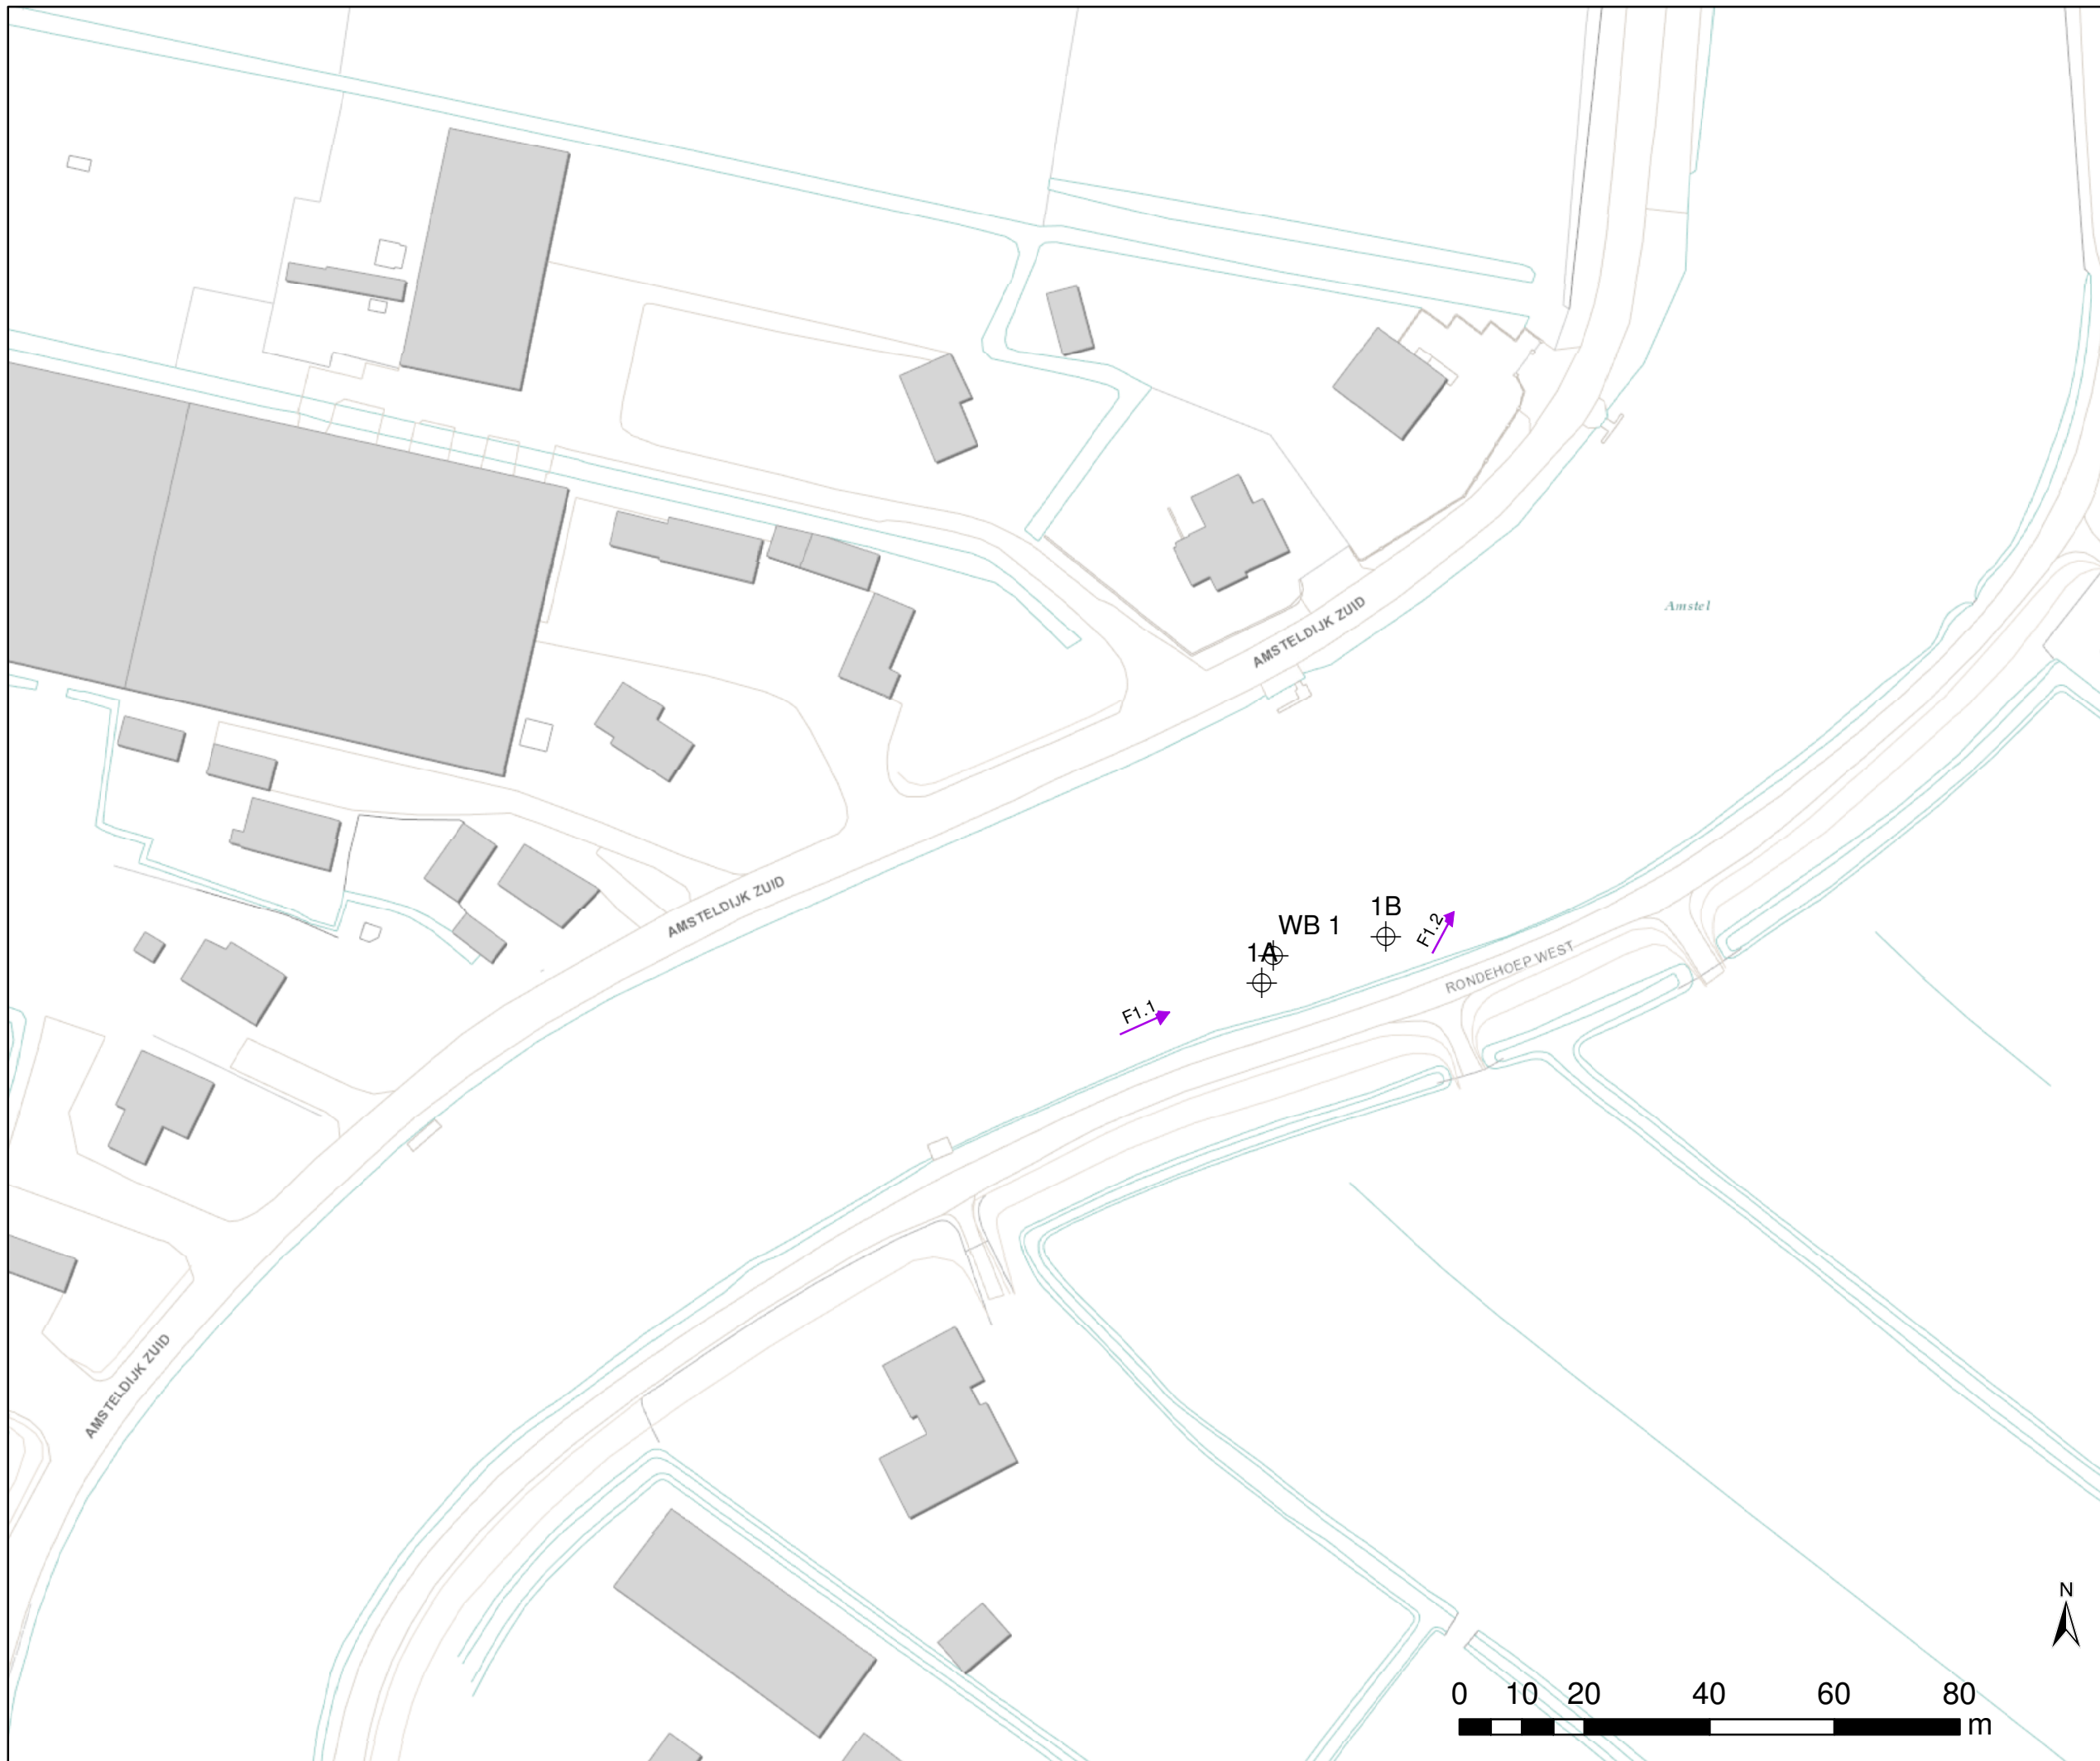 AMSTELDIJK ZUID
Amstel
AMSTELDIJK ZUID
1B
WB 1
F1.2
1A
RONDEHOEP WEST
F1.1
AMSTELDIJK ZUID
N
0 10 20 40 60 80
m